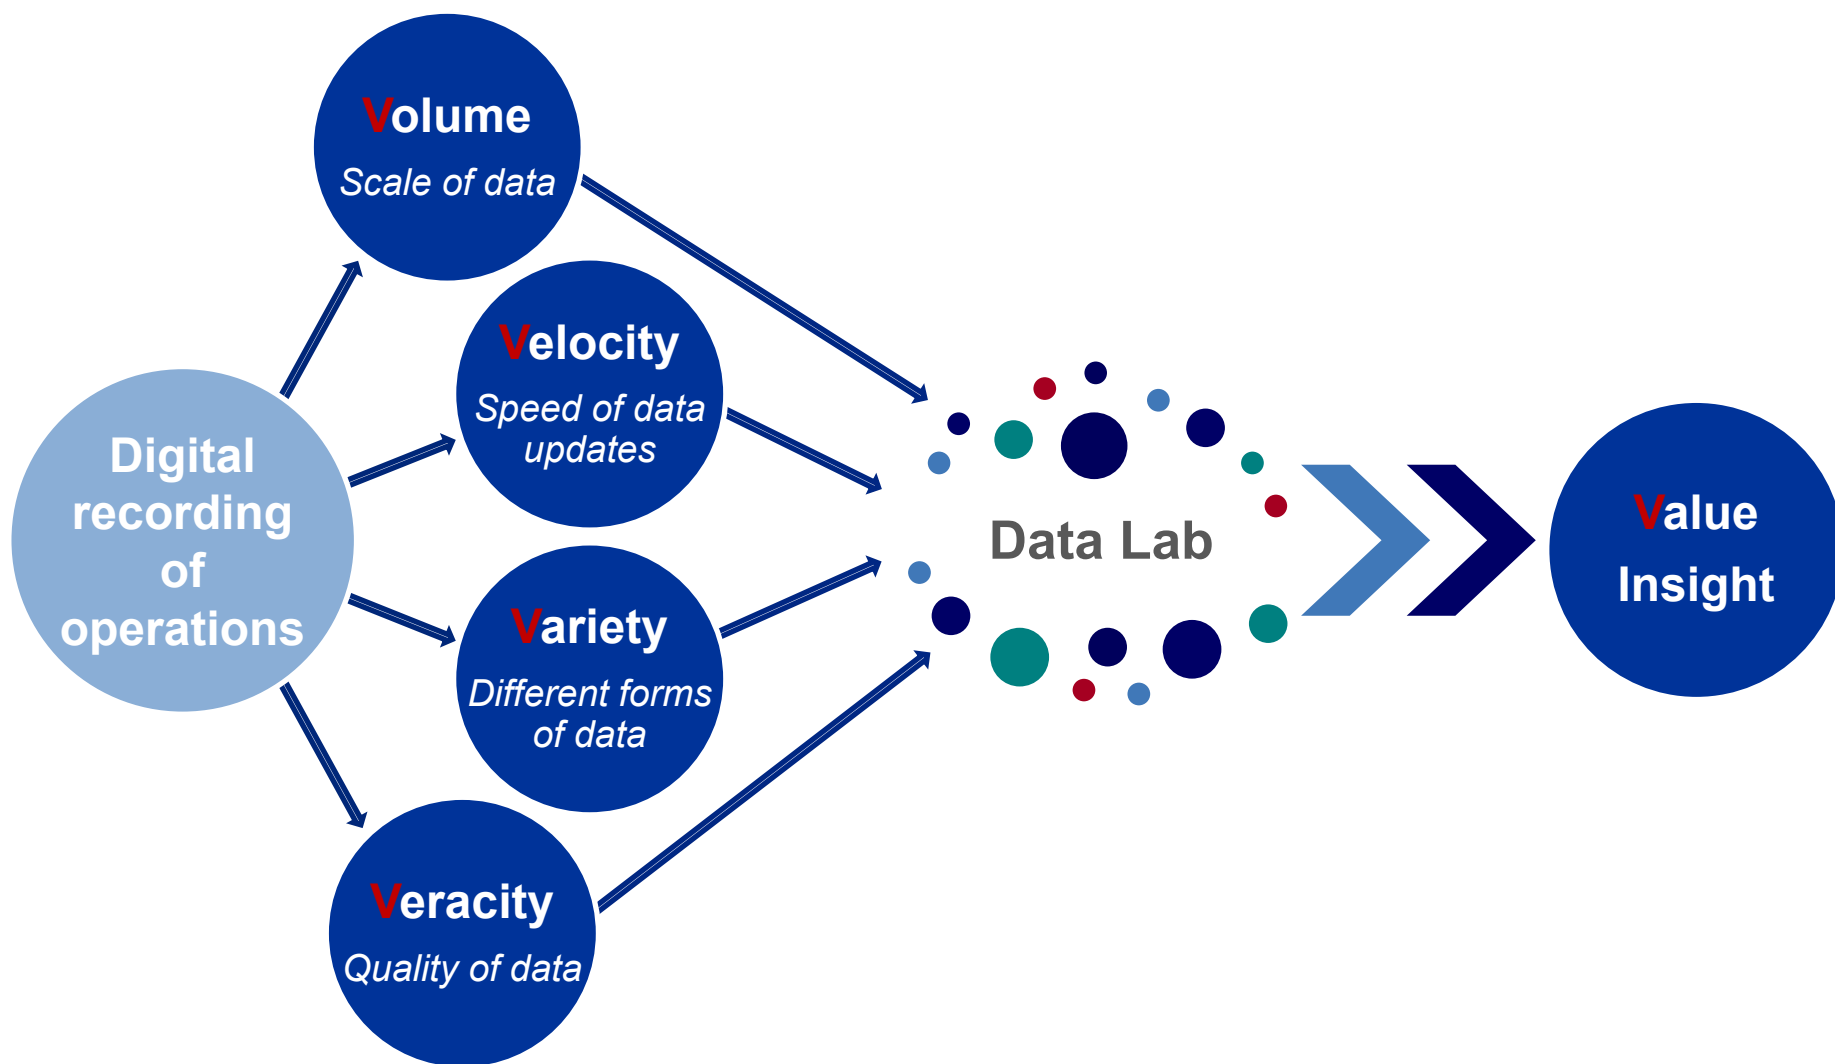 Digital
recording
of
operations
Volume
Scale of data
Velocity
Speed of data
updates
Variety
Different forms
of data
Veracity
Quality of data
Data Lab
Value
Insight